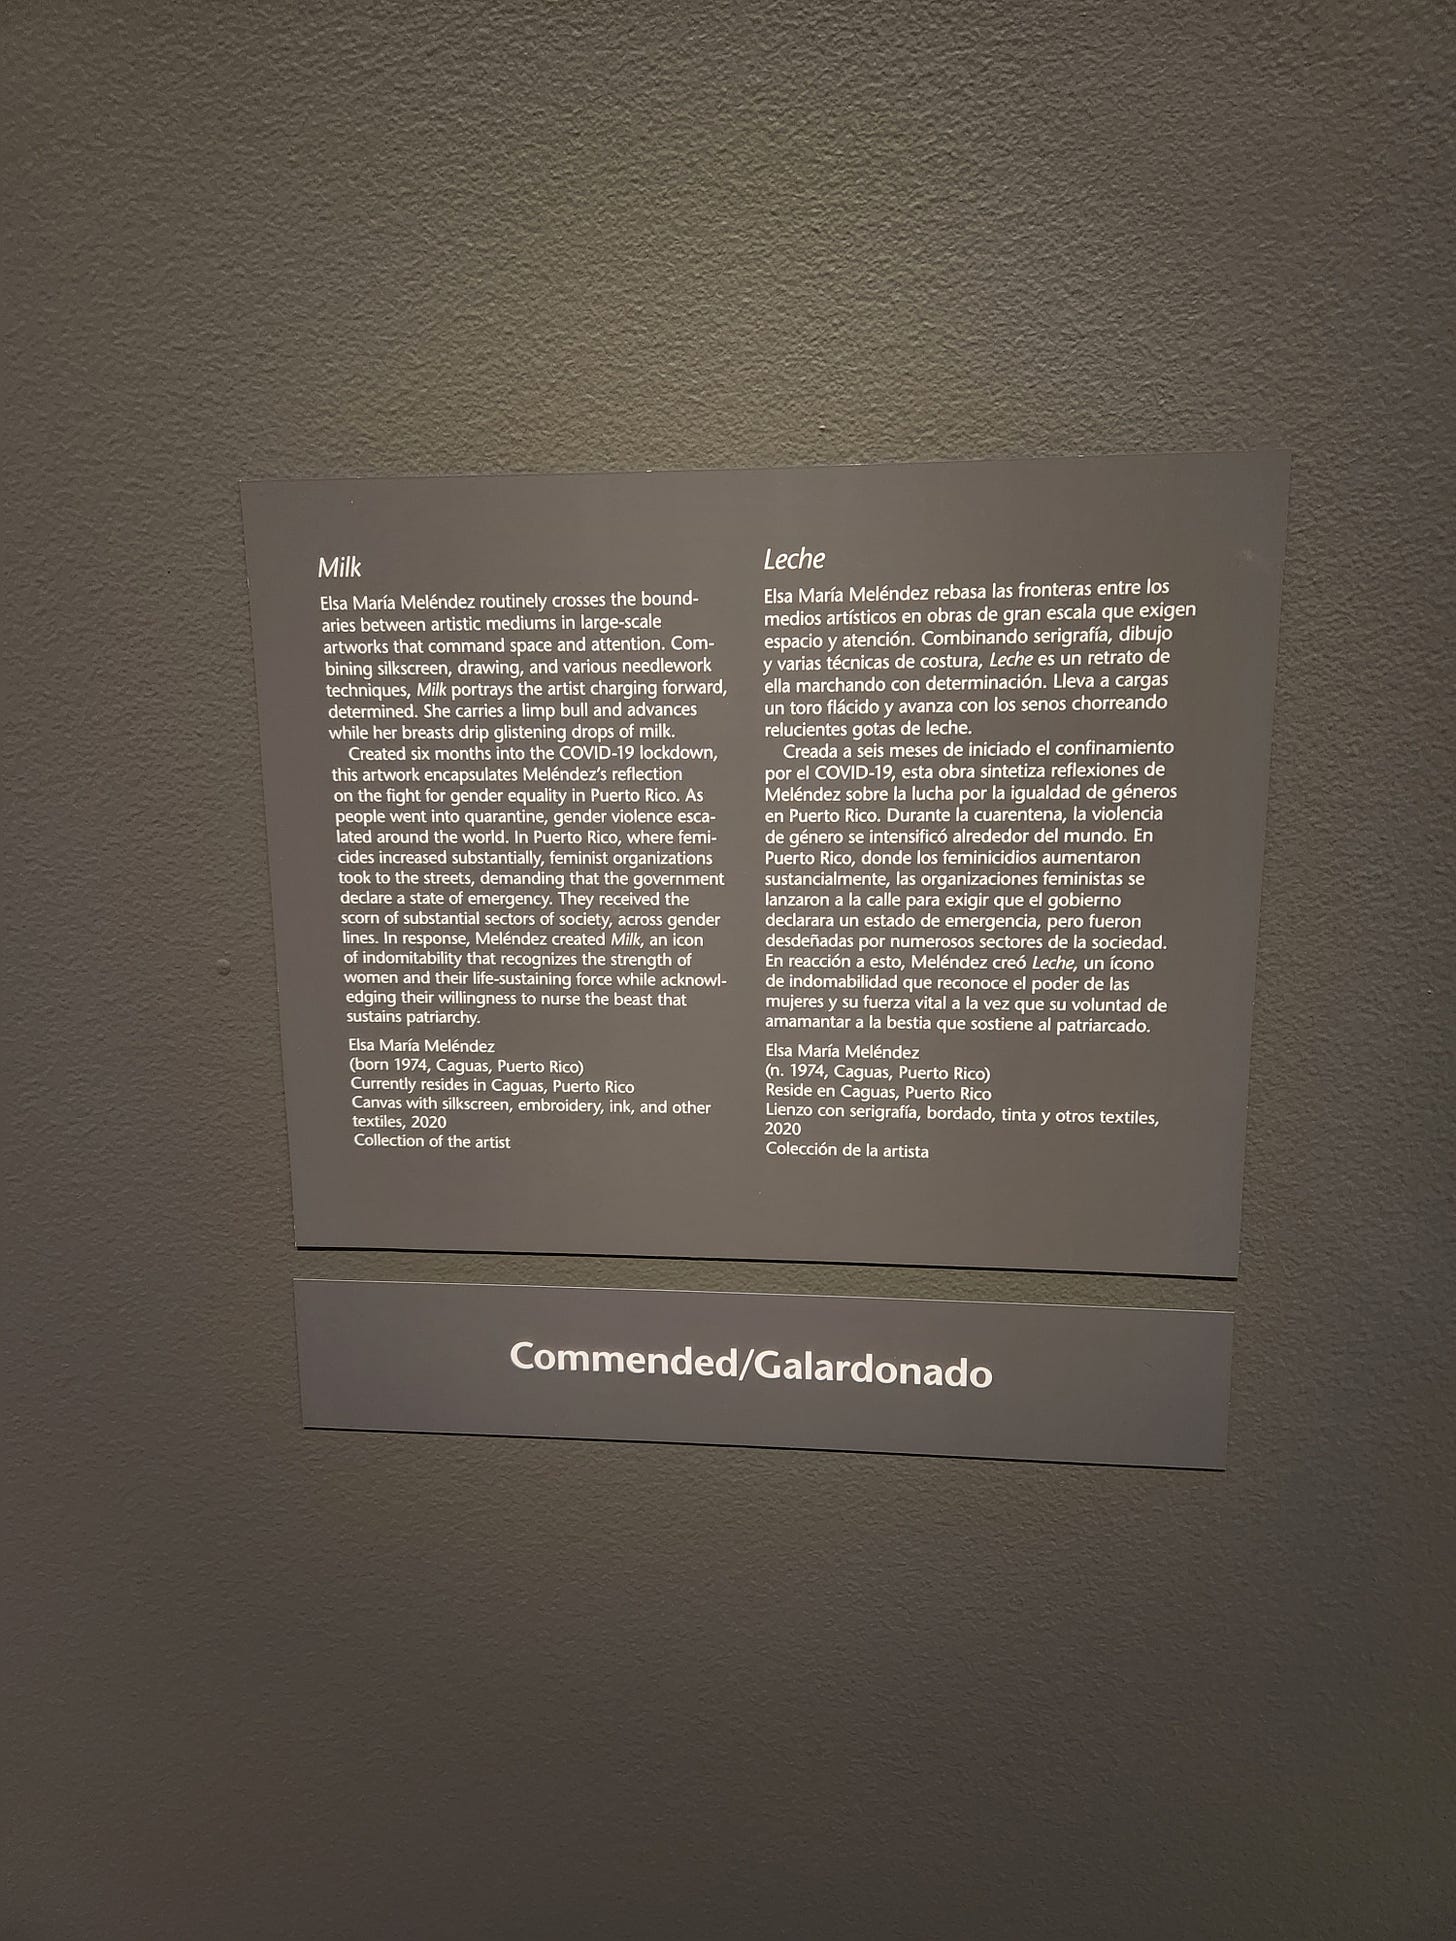 Milk
Elsa María Meléndez routinely crosses the bound-
aries between artistic mediums in large-scale
artworks that command space and attention. Com-
bining silkscreen, drawing, and various needlework
techniques, Milk portrays the artist charging forward,
determined. She carries a limp bull and advances
while her breasts drip glistening drops of milk.
Created six months into the COVID-19 lockdown,
this artwork encapsulates Meléndez's reflection
on the fight for gender equality in Puerto Rico. As
people went into quarantine, gender violence esca-
lated around the world. In Puerto Rico, where femi-
cides increased substantially, feminist organizations
took to the streets, demanding that the government
declare a state of emergency. They received the
scorn of substantial sectors of society, across gender
lines. In response, Meléndez created Milk, an icon
of indomitability that recognizes the strength of
women and their life-sustaining force while acknowl-
edging their willingness to nurse the beast that
sustains patriarchy.
Elsa María Meléndez
(born 1974, Caguas, Puerto Rico)
Currently resides in Caguas, Puerto Rico
Canvas with silkscreen, embroidery, ink, and other
textiles, 2020
Collection of the artist
Leche
Elsa María Meléndez rebasa las fronteras entre los
medios artísticos en obras de gran escala que exigen
espacio y atención. Combinando serigrafía, dibujo
y varias técnicas de costura, Leche es un retrato de
ella marchando con determinación. Lleva a cargas
un toro flácido y avanza con los senos chorreando
relucientes gotas de leche.
Creada a seis meses de iniciado el confinamiento
por el COVID-19, esta obra sintetiza reflexiones de
Meléndez sobre la lucha por la igualdad de géneros
en Puerto Rico. Durante la cuarentena, la violencia
de género se intensificó alrededor del mundo. En
Puerto Rico, donde los feminicidios aumentaron
sustancialmente, las organizaciones feministas se
lanzaron a la calle para exigir que el gobierno
declarara un estado de emergencia, pero fueron
desdeñadas por numerosos sectores de la sociedad.
En reacción a esto, Meléndez creó Leche, un ícono
de indomabilidad que reconoce el poder de las
mujeres y su fuerza vital a la vez que su voluntad de
amamantar a la bestia que sostiene al patriarcado.
Elsa María Meléndez
(n. 1974, Caguas, Puerto Rico)
Reside en Caguas, Puerto Rico
Lienzo con serigrafía, bordado, tinta y otros textiles,
2020
Colección de la artista
Commended/Galardonado